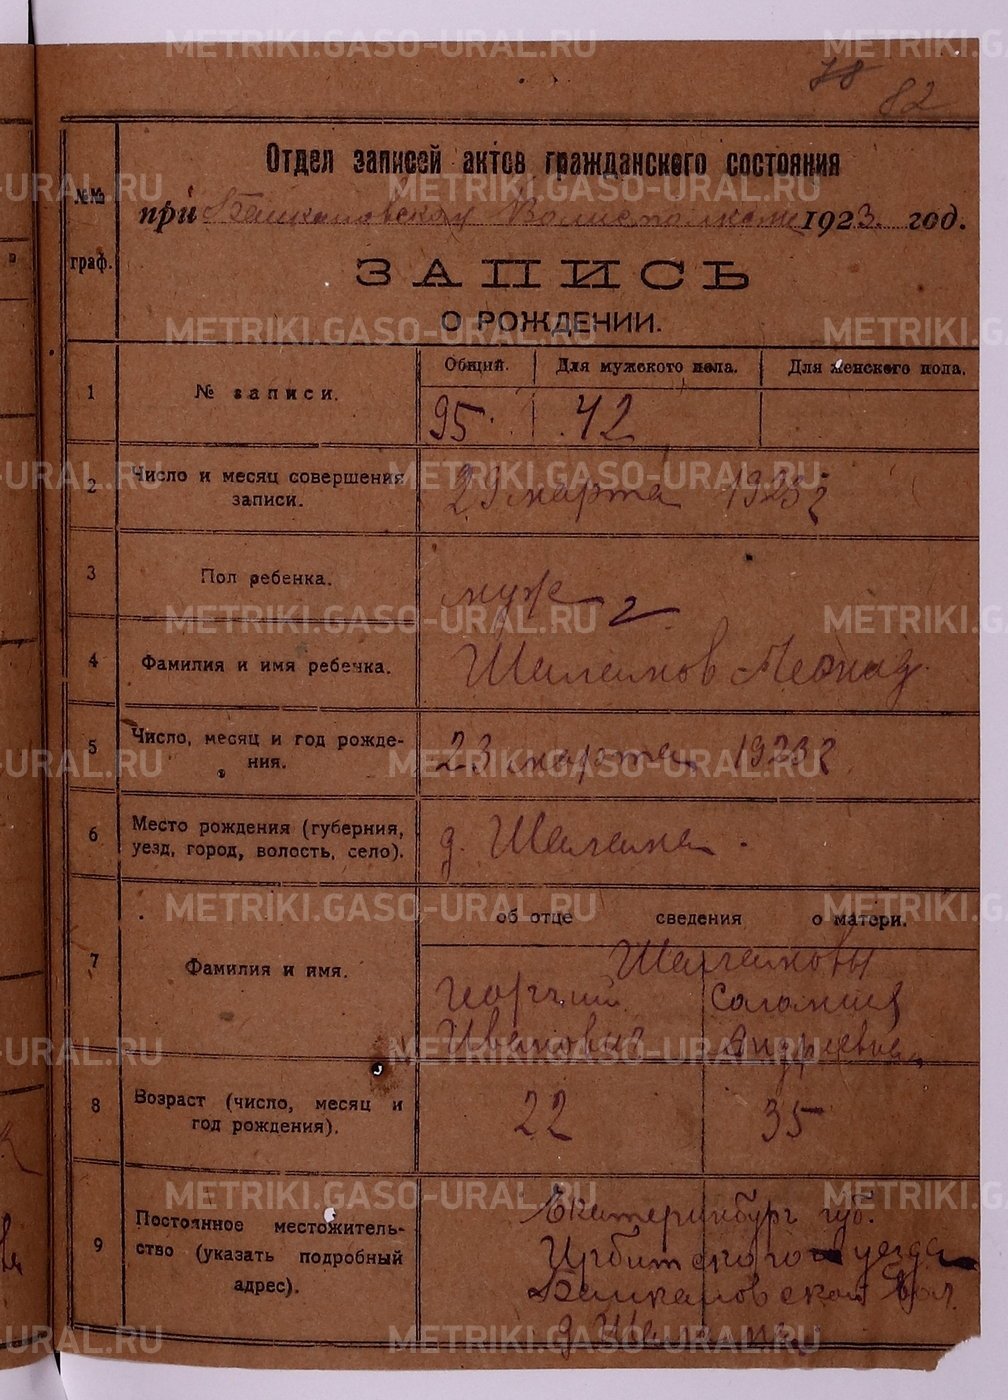 78
82
Отдел записей актов гражданского состояния
№№ граф.
при Байкаловском Волисполкоме 1923. год.
ЗАПИСЬ
О РОЖДЕНИИ.
1 № записи. Общий. Для мужского пола. Для женского пола.
95 42
2 Число и месяц совершения записи. 29 марта 1923 г
3 Пол ребенка. муж
4 Фамилия и имя ребенка. Шаламов Леонид
5 Число, месяц и год рождения. 23 марта 1923 г
6 Место рождения (губерния, уезд, город, волость, село). д. Шалама.
об отце сведения о матери.
7 Фамилия и имя. Шаламовы
Георгий Соломия
Иванович Андреевна
8 Возраст (число, месяц и год рождения). 22 35
9 Постоянное местожительство (указать подробный адрес). Екатеринбург губ.
Ирбитского уезда
Байкаловской вол.
д. Шалама
METRIKI.GASO-URAL.RU